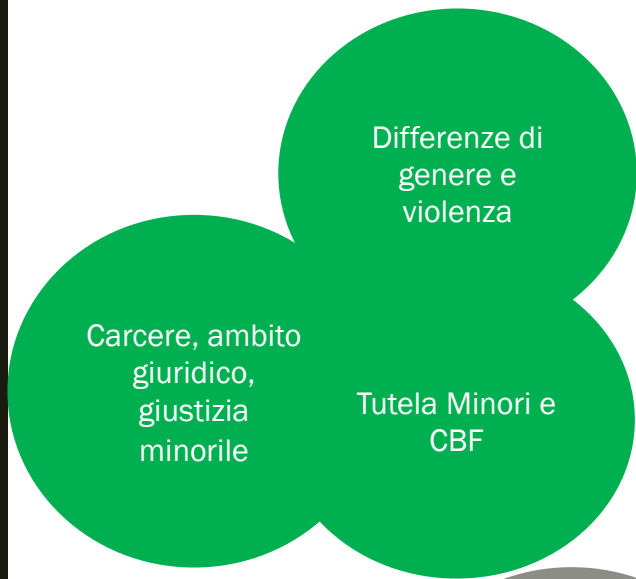 Differenze di
genere e
violenza
Carcere, ambito
giuridico,
giustizia
minorile
Tutela Minori e
CBF